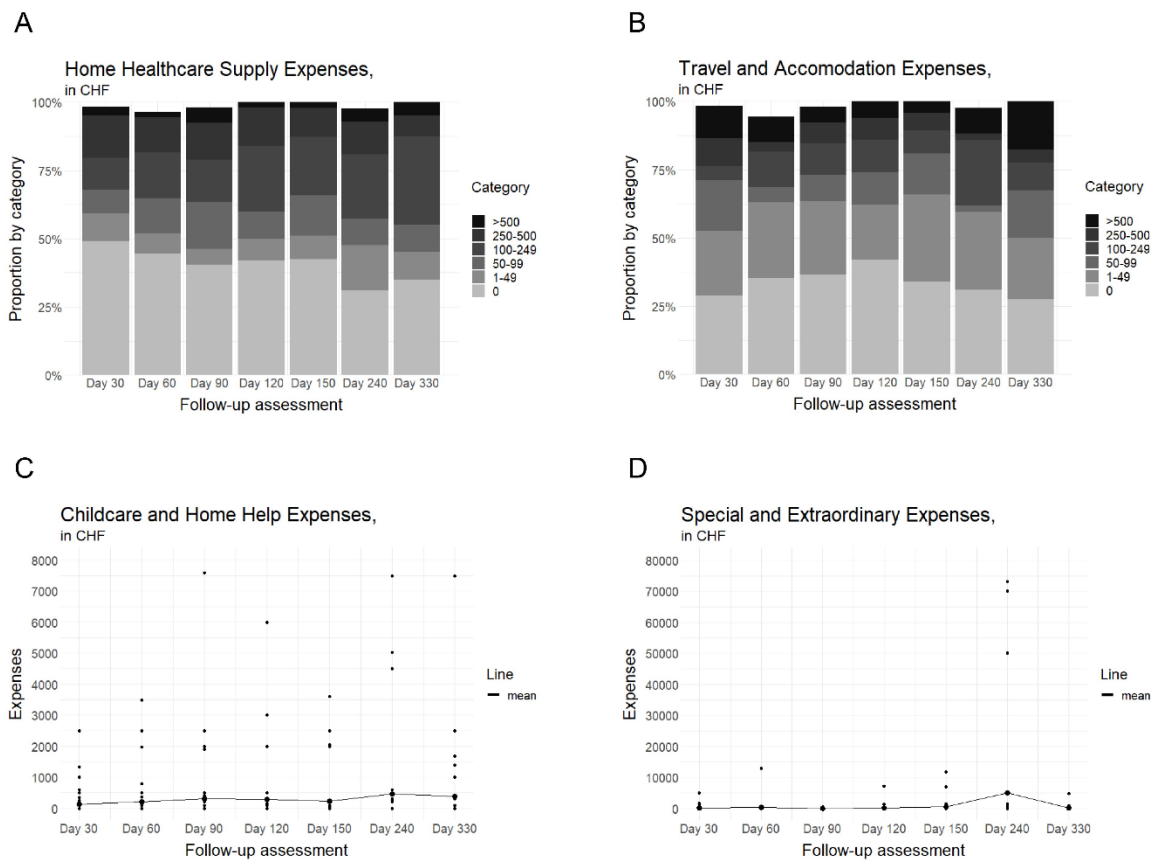 A
Home Healthcare Supply Expenses,
in CHF
100%
75%
50%
25%
0%
Proportion by category
Day 30 Day 60 Day 90 Day 120 Day 150 Day 240 Day 330
Follow-up assessment
Category
>500
250-500
100-249
50-99
1-49
0
B
Travel and Accomodation Expenses,
in CHF
100%
75%
50%
25%
0%
Proportion by category
Day 30 Day 60 Day 90 Day 120 Day 150 Day 240 Day 330
Follow-up assessment
Category
>500
250-500
100-249
50-99
1-49
0
C
Childcare and Home Help Expenses,
in CHF
8000
7000
6000
5000
4000
3000
2000
1000
0
Expenses
Day 30 Day 60 Day 90 Day 120 Day 150 Day 240 Day 330
Follow-up assessment
Line
mean
D
Special and Extraordinary Expenses,
in CHF
80000
70000
60000
50000
40000
30000
20000
10000
0
Expenses
Day 30 Day 60 Day 90 Day 120 Day 150 Day 240 Day 330
Follow-up assessment
Line
mean